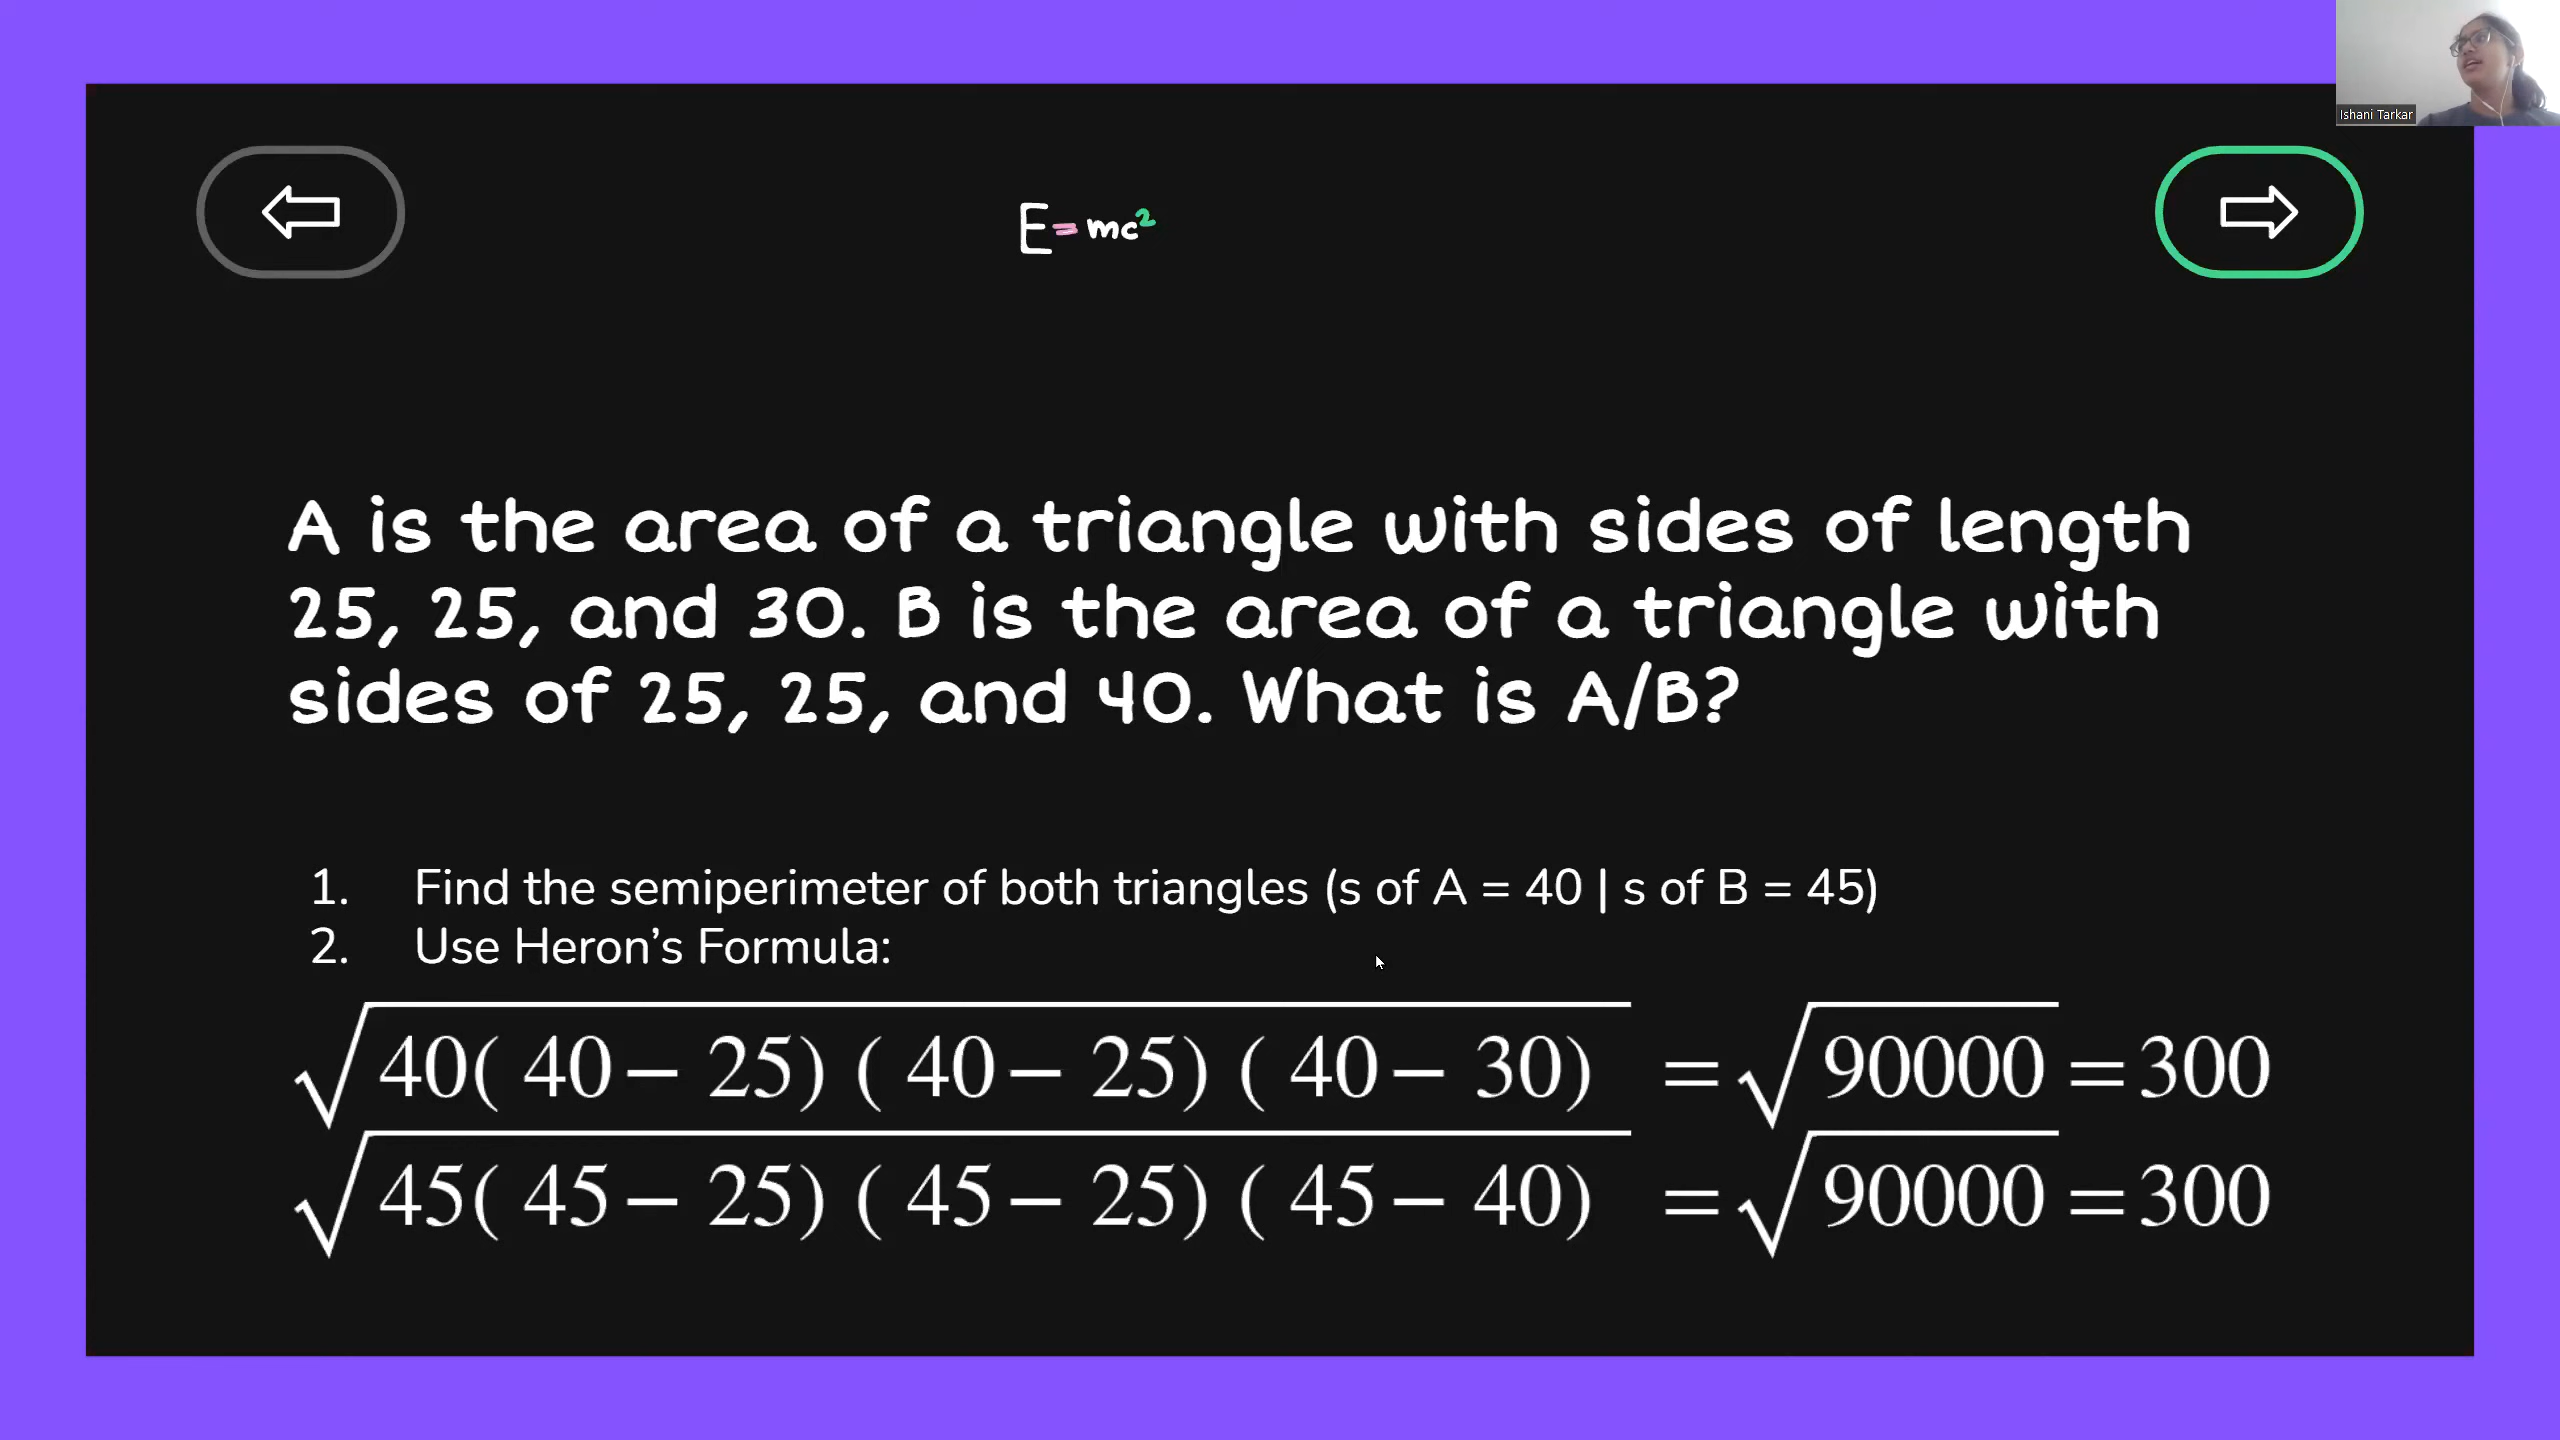 Ishani Tarkar
E=mc²
A is the area of a triangle with sides of length
25, 25, and 30. B is the area of a triangle with
sides of 25, 25, and 40. What is A/B?
1. Find the semiperimeter of both triangles (s of A = 40 | s of B = 45)
2. Use Heron’s Formula:
√40( 40 − 25) ( 40 − 25) ( 40 − 30) = √90000 = 300
√45( 45 − 25) ( 45 − 25) ( 45 − 40) = √90000 = 300